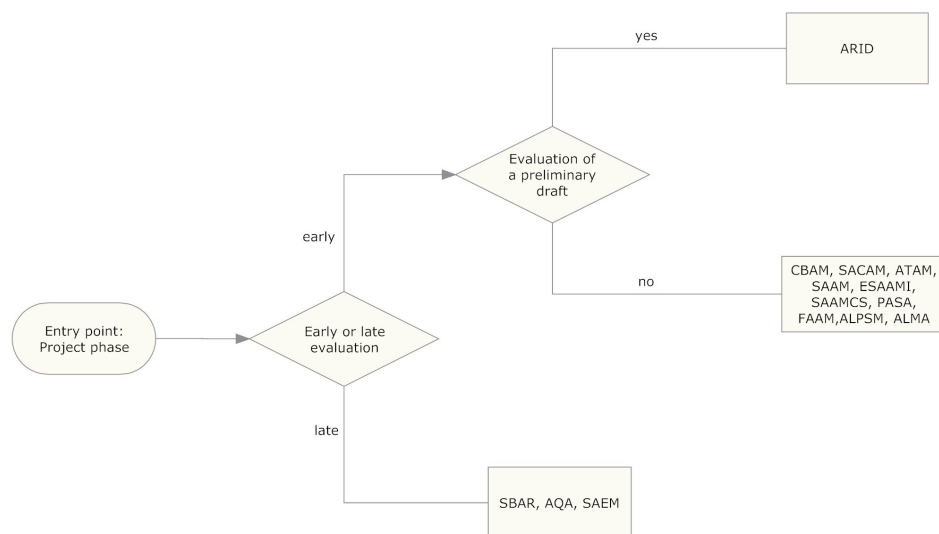 yes
ARID
Evaluation of
a preliminary
draft
early
no
CBAM, SACAM, ATAM,
SAAM, ESAAMI,
SAAMCS, PASA,
FAAM,ALPSM, ALMA
Entry point:
Project phase
Early or late
evaluation
late
SBAR, AQA, SAEM